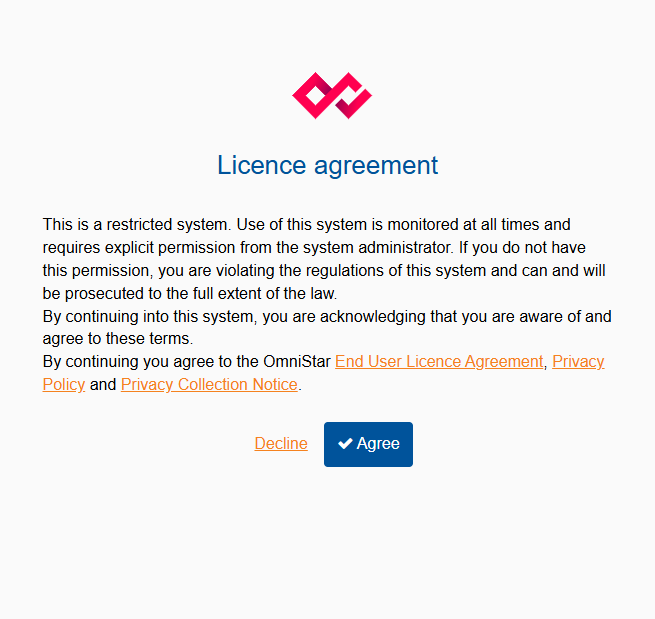 Licence agreement
This is a restricted system. Use of this system is monitored at all times and
requires explicit permission from the system administrator. If you do not have
this permission, you are violating the regulations of this system and can and will
be prosecuted to the full extent of the law.
By continuing into this system, you are acknowledging that you are aware of and
agree to these terms.
By continuing you agree to the OmniStar End User Licence Agreement, Privacy
Policy and Privacy Collection Notice.
Decline Agree